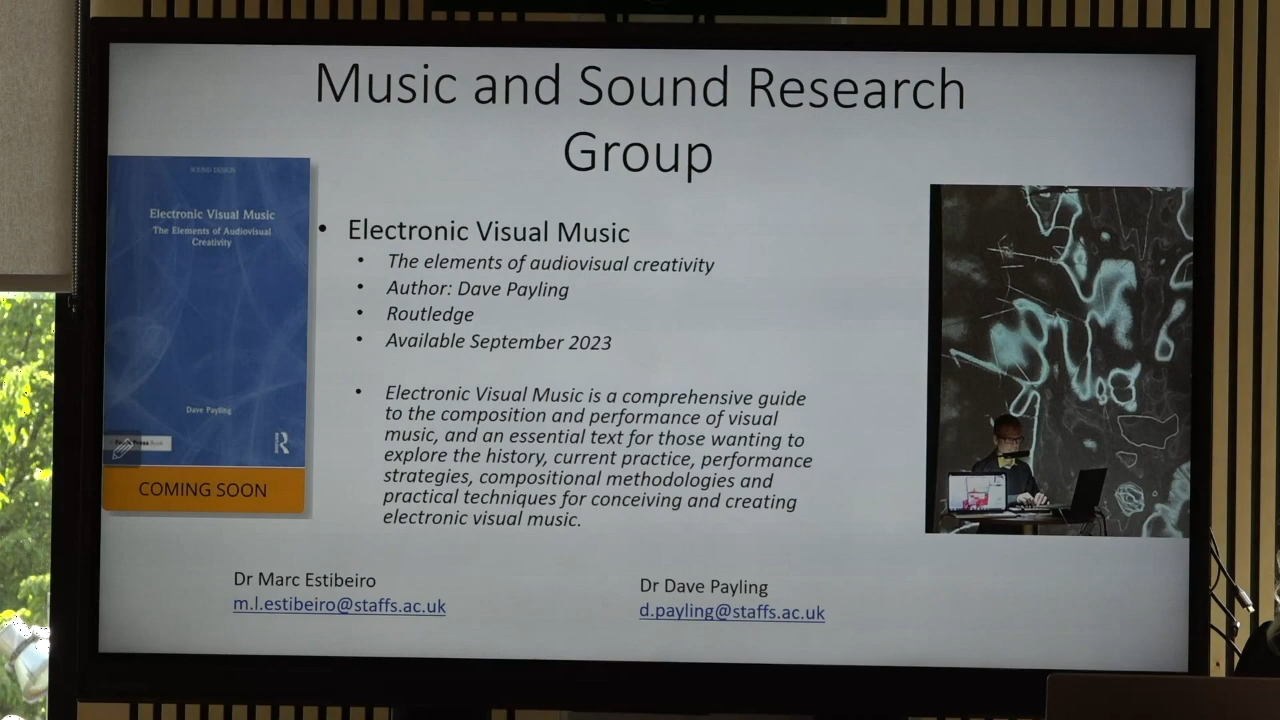 Music and Sound Research
Group
SOUND DESIGN
Electronic Visual Music
The Elements of Audiovisual
Creativity
Dave Payling
Press Book
R
COMING SOON
• Electronic Visual Music
• The elements of audiovisual creativity
• Author: Dave Payling
• Routledge
• Available September 2023
• Electronic Visual Music is a comprehensive guide
to the composition and performance of visual
music, and an essential text for those wanting to
explore the history, current practice, performance
strategies, compositional methodologies and
practical techniques for conceiving and creating
electronic visual music.
Dr Marc Estibeiro
m.l.estibeiro@staffs.ac.uk
Dr Dave Payling
d.payling@staffs.ac.uk